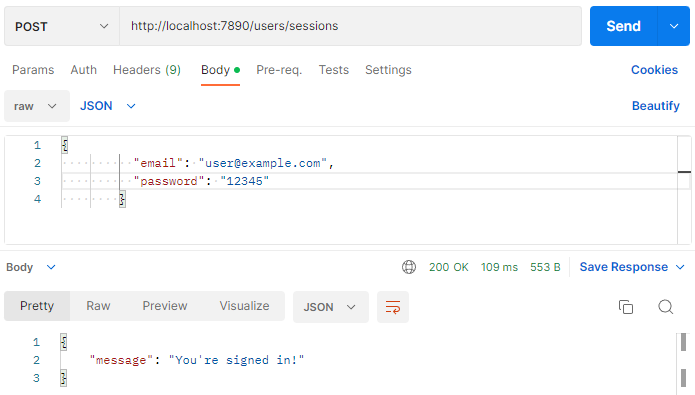 POST http://localhost:7890/users/sessions Send
Params Auth Headers (9) Body Pre-req. Tests Settings Cookies
raw JSON Beautify
1 {
2 "email": "user@example.com",
3 "password": "12345"
4 }
Body 200 OK 109 ms 553 B Save Response
Pretty Raw Preview Visualize JSON
1 {
2 "message": "You're signed in!"
3 }